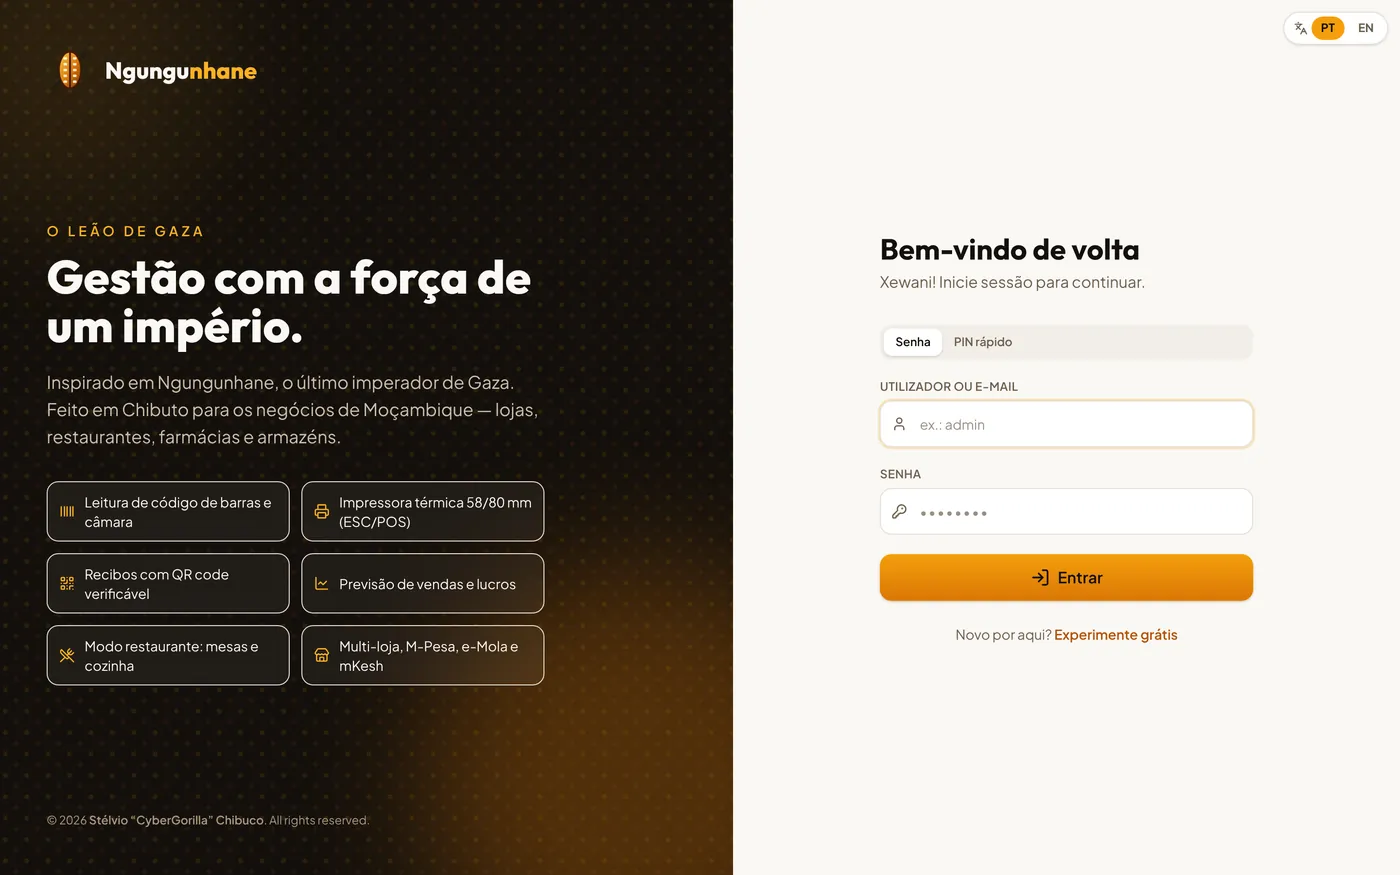 Ngungunhane
O LEÃO DE GAZA
Gestão com a força de
um império.
Inspirado em Ngungunhane, o último imperador de Gaza.
Feito em Chibuto para os negócios de Moçambique — lojas,
restaurantes, farmácias e armazéns.
Leitura de código de barras e
câmara
Impressora térmica 58/80 mm
(ESC/POS)
Recibos com QR code
verificável
Previsão de vendas e lucros
Modo restaurante: mesas e
cozinha
Multi-loja, M-Pesa, e-Mola e
mKesh
© 2026 Stélvio “CyberGorilla” Chibuco. All rights reserved.
PT EN
Bem-vindo de volta
Xewani! Inicie sessão para continuar.
Senha PIN rápido
UTILIZADOR OU E-MAIL
ex.: admin
SENHA
Entrar
Novo por aqui? Experimente grátis